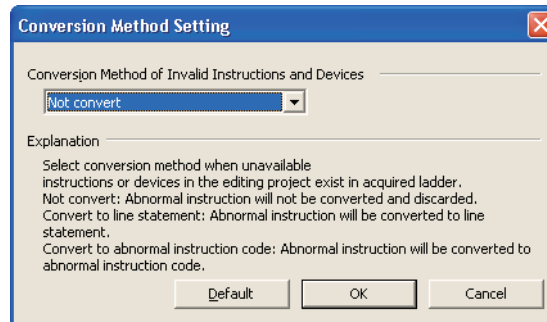 Conversion Method Setting
Conversion Method of Invalid Instructions and Devices
Not convert
Explanation
Select conversion method when unavailable
instructions or devices in the editing project exist in acquired ladder.
Not convert: Abnormal instruction will not be converted and discarded.
Convert to line statement: Abnormal instruction will be converted to line
statement.
Convert to abnormal instruction code: Abnormal instruction will be converted to
abnormal instruction code.
Default OK Cancel